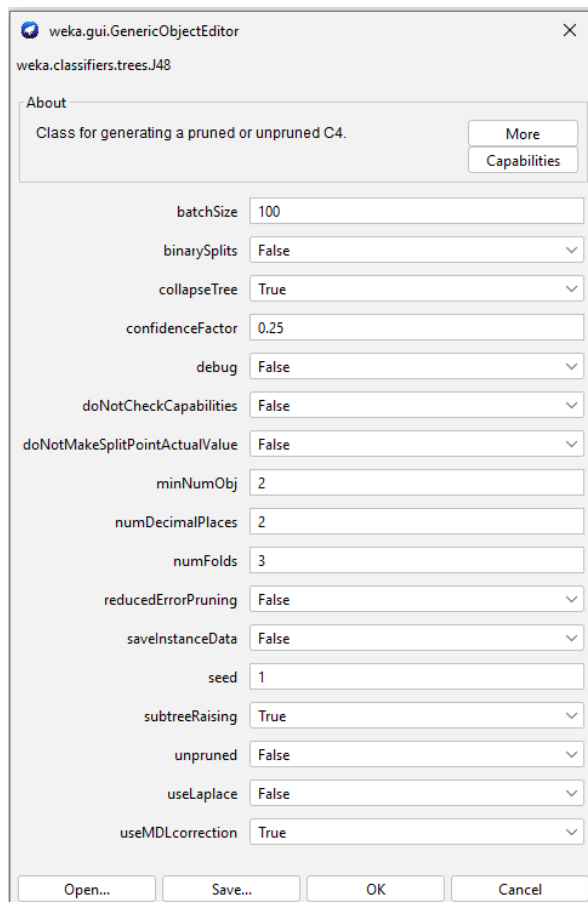 weka.gui.GenericObjectEditor
weka.classifiers.trees.J48
About
Class for generating a pruned or unpruned C4.
More
Capabilities
batchSize 100
binarySplits False
collapseTree True
confidenceFactor 0.25
debug False
doNotCheckCapabilities False
doNotMakeSplitPointActualValue False
minNumObj 2
numDecimalPlaces 2
numFolds 3
reducedErrorPruning False
saveInstanceData False
seed 1
subtreeRaising True
unpruned False
useLaplace False
useMDLcorrection True
Open... Save... OK Cancel